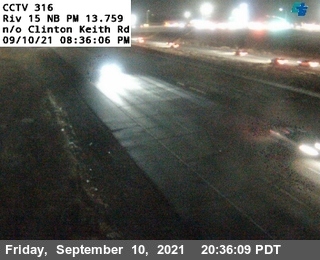 CCTV 316
Riv 15 NB PM 13.759
n/o Clinton Keith Rd
09/10/21 08:36:06 PM
Friday, September 10, 2021 20:36:09 PDT